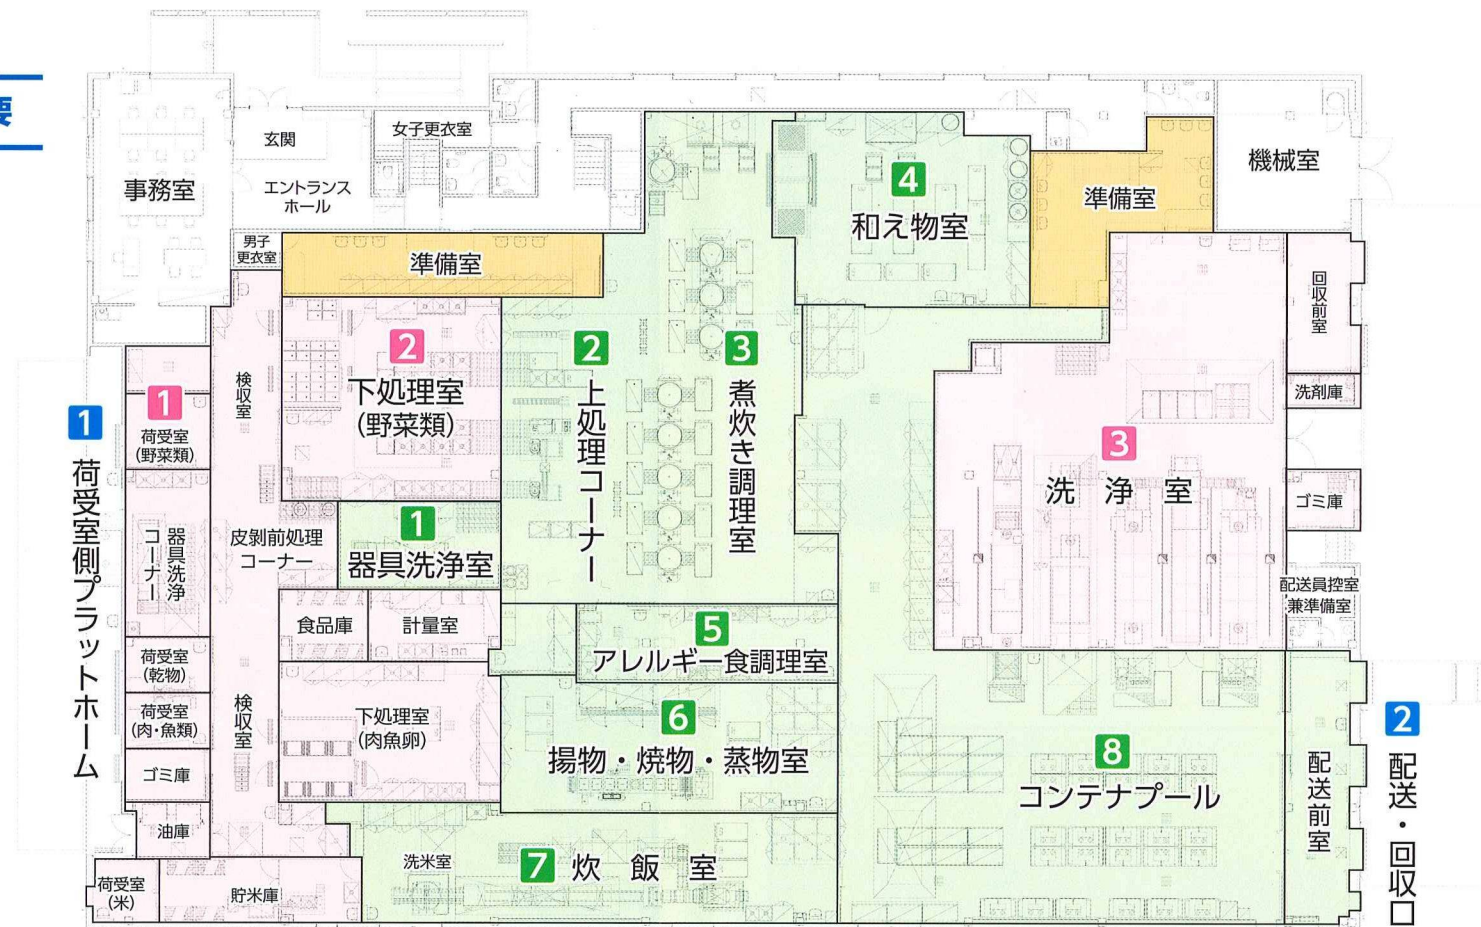 要
玄関
女子更衣室
事務室
エントランス
ホール
男子
更衣室
準備室
4
和え物室
準備室
機械室
回収前室
洗剤庫
1
荷受室側プラットホーム
1
荷受室
(野菜類)
検収室
2
下処理室
(野菜類)
2
上処理コーナー
3
煮炊き調理室
3
洗浄室
ゴミ庫
配送員控室
兼準備室
器具洗浄
コーナー
皮剝前処理
コーナー
1
器具洗浄室
食品庫
計量室
5
アレルギー食調理室
荷受室
(乾物)
荷受室
(肉・魚類)
検収室
下処理室
(肉魚卵)
6
揚物・焼物・蒸物室
8
コンテナプール
配送前室
2
配送・回収口
ゴミ庫
油庫
荷受室
(米)
貯米庫
洗米室
7 炊飯室